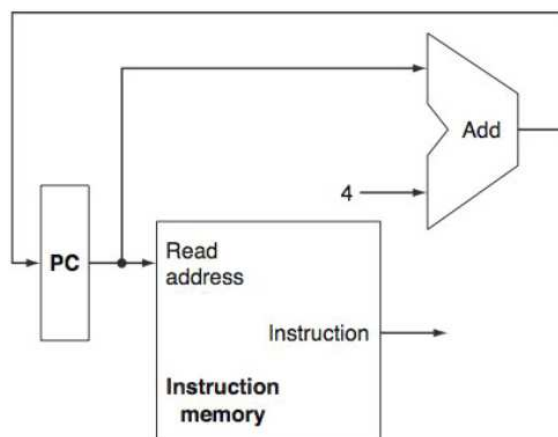 Add
4
PC
Read
address
Instruction
Instruction
memory